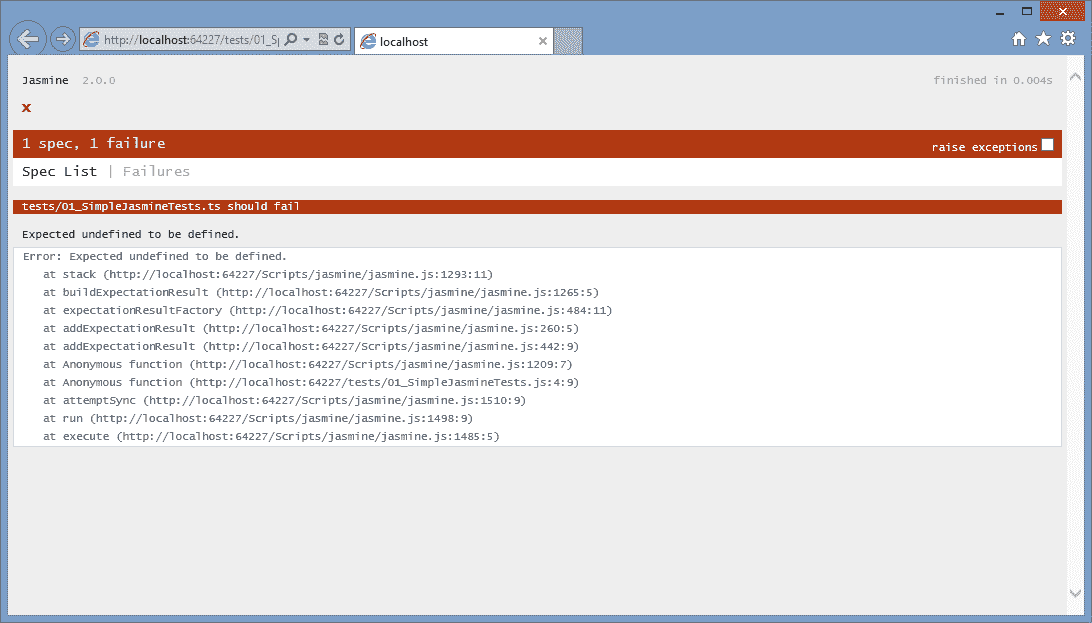 http://localhost:64227/tests/01_Sp
localhost
Jasmine 2.0.0
finished in 0.004s
x
1 spec, 1 failure
raise exceptions
Spec List | Failures
tests/01_SimpleJasmineTests.ts should fail
Expected undefined to be defined.
Error: Expected undefined to be defined.
at stack (http://localhost:64227/Scripts/jasmine/jasmine.js:1293:11)
at buildExpectationResult (http://localhost:64227/Scripts/jasmine/jasmine.js:1265:5)
at expectationResultFactory (http://localhost:64227/Scripts/jasmine/jasmine.js:484:11)
at addExpectationResult (http://localhost:64227/Scripts/jasmine/jasmine.js:260:5)
at addExpectationResult (http://localhost:64227/Scripts/jasmine/jasmine.js:442:9)
at Anonymous function (http://localhost:64227/Scripts/jasmine/jasmine.js:1209:7)
at Anonymous function (http://localhost:64227/tests/01_SimpleJasmineTests.js:4:9)
at attemptSync (http://localhost:64227/Scripts/jasmine/jasmine.js:1510:9)
at run (http://localhost:64227/Scripts/jasmine/jasmine.js:1498:9)
at execute (http://localhost:64227/Scripts/jasmine/jasmine.js:1485:5)